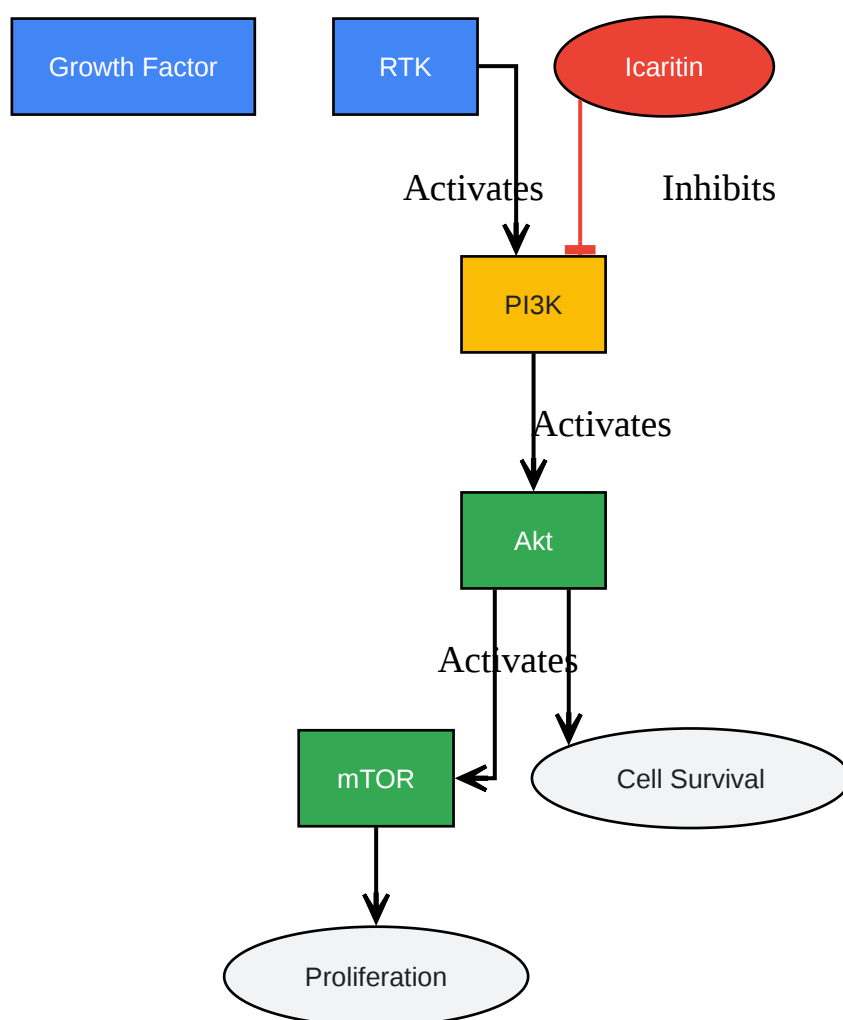 Growth Factor
RTK
Icaritin
Activates
Inhibits
PI3K
Activates
Akt
Activates
mTOR
Cell Survival
Proliferation